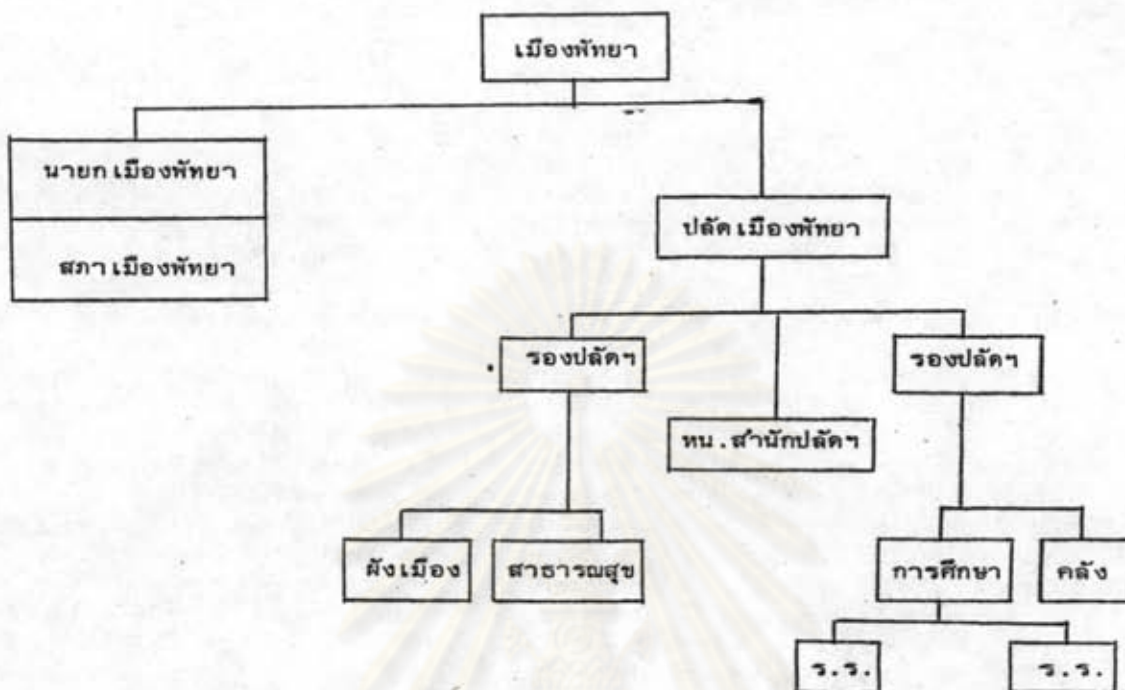 เมืองพัทยา
นายกเมืองพัทยา
สภาเมืองพัทยา
ปลัดเมืองพัทยา
รองปลัดฯ
รองปลัดฯ
หน.สำนักปลัดฯ
ผังเมือง
สาธารณสุข
การศึกษา
คลัง
ร.ร.
ร.ร.